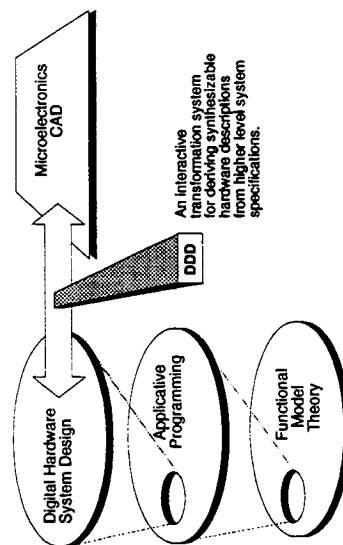 Digital Hardware
System Design
Microelectronics
CAD
DDD
An interactive
transformation system
for deriving synthesizable
hardware descriptions
from higher level system
specifications.
Applicative
Programming
Functional
Model
Theory